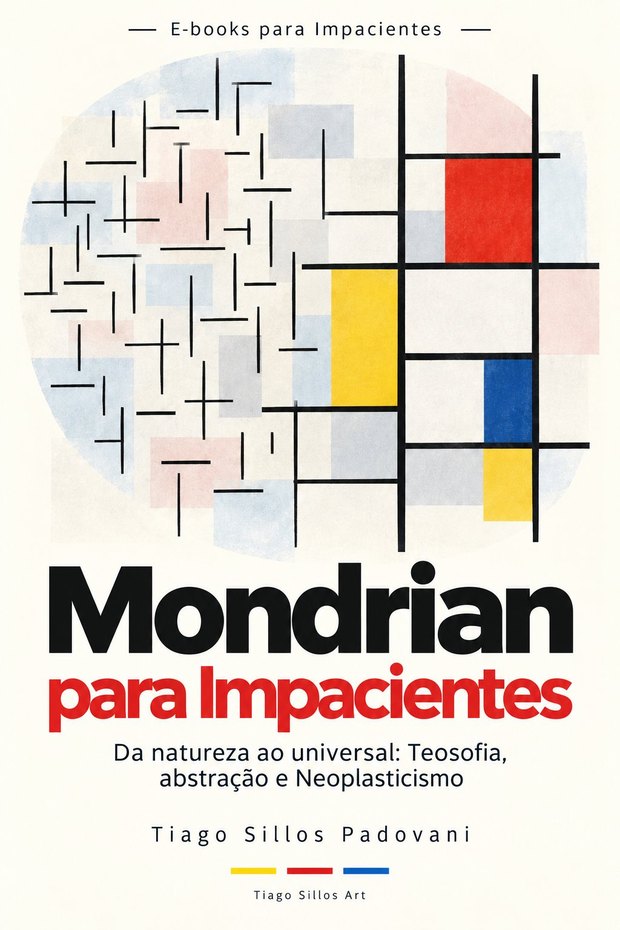 E-books para Impacientes
Mondrian
para Impacientes
Da natureza ao universal: Teosofia,
abstração e Neoplasticismo
Tiago Sillos Padovani
Tiago Sillos Art